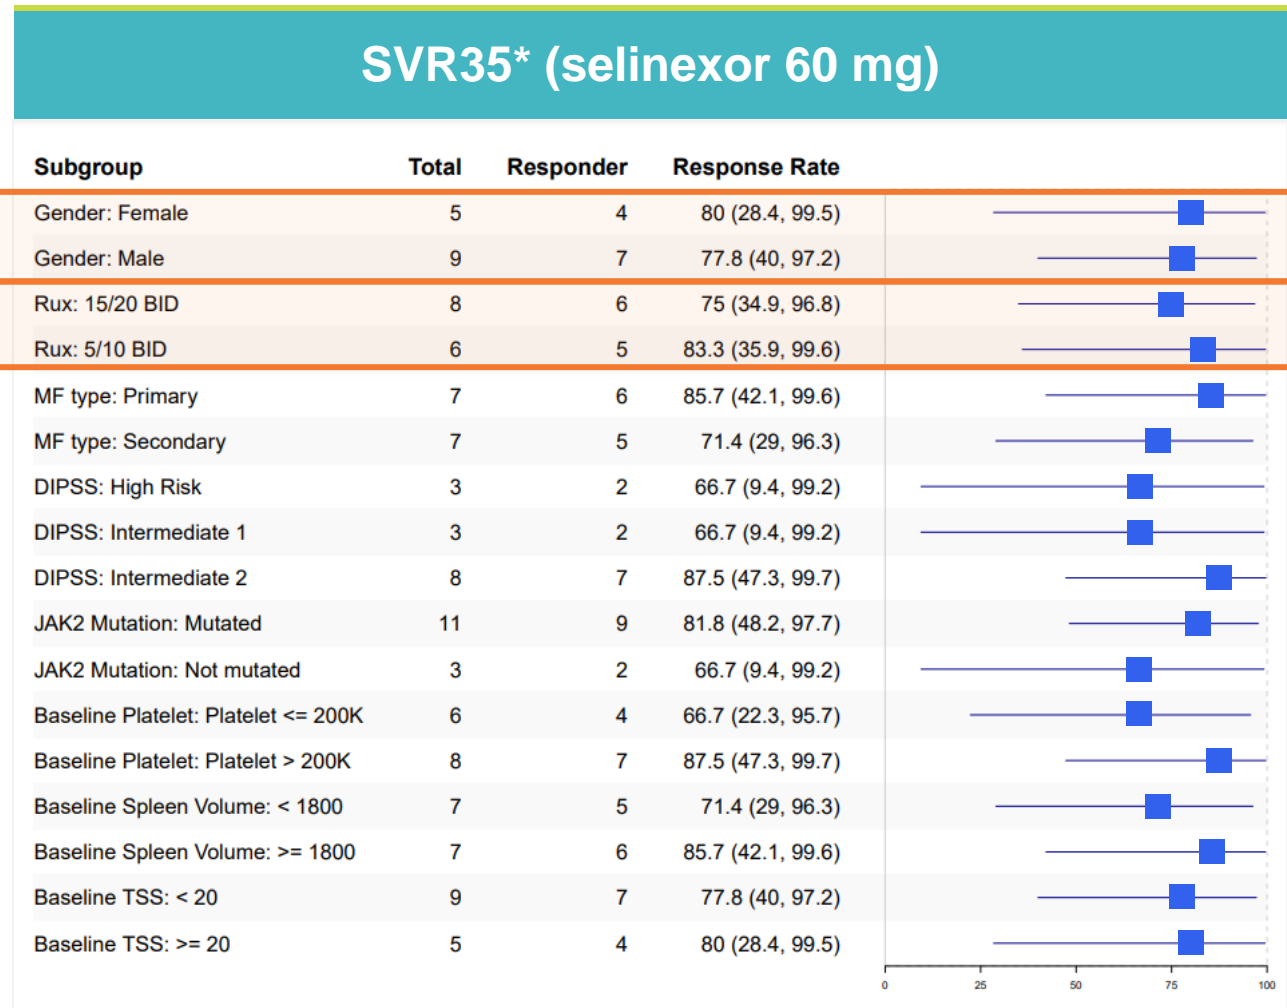 SVR35* (selinexor 60 mg)
Subgroup Total Responder Response Rate
Gender: Female 5 4 80 (28.4, 99.5)
Gender: Male 9 7 77.8 (40, 97.2)
Rux: 15/20 BID 8 6 75 (34.9, 96.8)
Rux: 5/10 BID 6 5 83.3 (35.9, 99.6)
MF type: Primary 7 6 85.7 (42.1, 99.6)
MF type: Secondary 7 5 71.4 (29, 96.3)
DIPSS: High Risk 3 2 66.7 (9.4, 99.2)
DIPSS: Intermediate 1 3 2 66.7 (9.4, 99.2)
DIPSS: Intermediate 2 8 7 87.5 (47.3, 99.7)
JAK2 Mutation: Mutated 11 9 81.8 (48.2, 97.7)
JAK2 Mutation: Not mutated 3 2 66.7 (9.4, 99.2)
Baseline Platelet: Platelet <= 200K 6 4 66.7 (22.3, 95.7)
Baseline Platelet: Platelet > 200K 8 7 87.5 (47.3, 99.7)
Baseline Spleen Volume: < 1800 7 5 71.4 (29, 96.3)
Baseline Spleen Volume: >= 1800 7 6 85.7 (42.1, 99.6)
Baseline TSS: < 20 9 7 77.8 (40, 97.2)
Baseline TSS: >= 20 5 4 80 (28.4, 99.5)
0 25 50 75 100